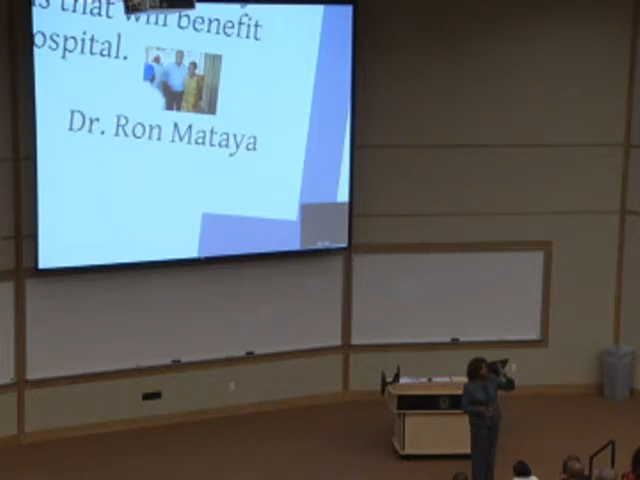 that will benefit
ospital.
Dr. Ron Mataya